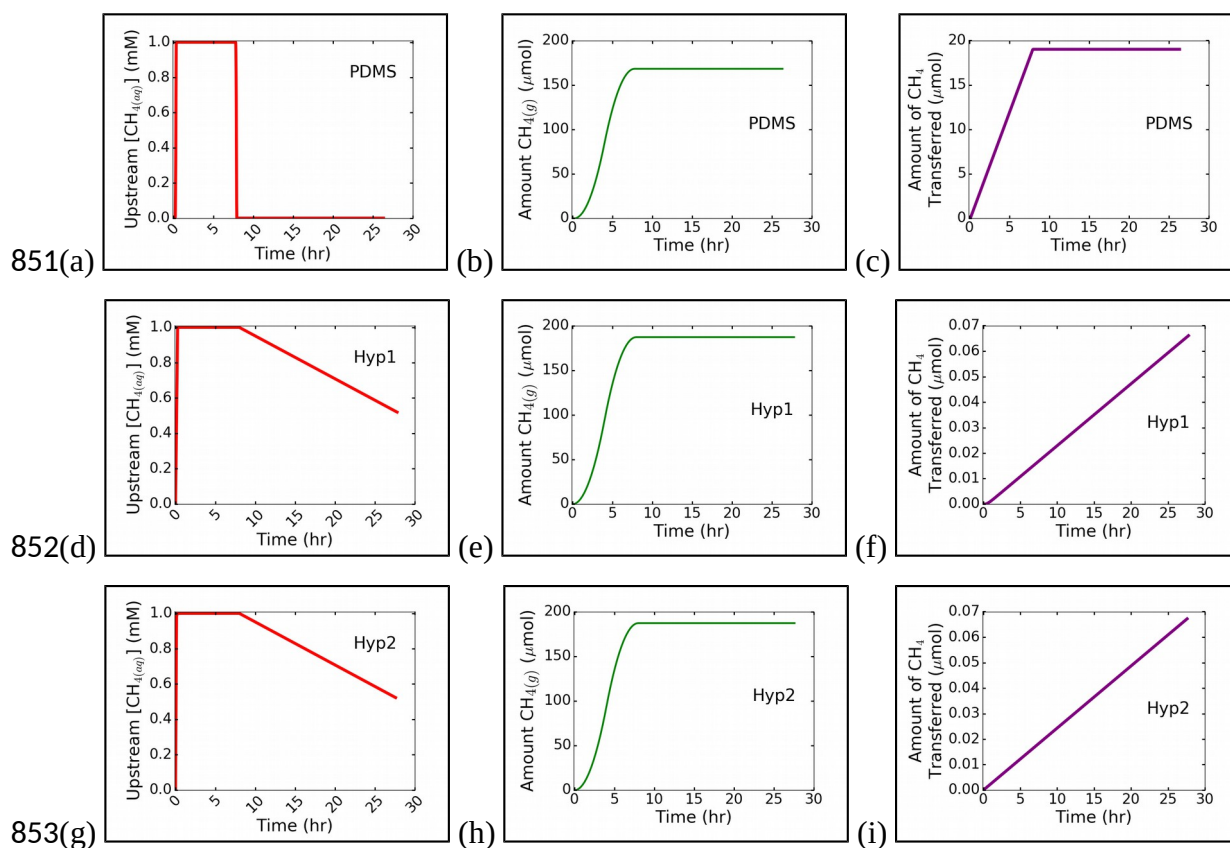 851(a)
Upstream [CH4(aq)] (mM)
1.0
0.8
0.6
0.4
0.2
0.0
PDMS
0 5 10 15 20 25 30
Time (hr)
(b)
Amount CH4(g) (μmol)
200
150
100
50
0
PDMS
0 5 10 15 20 25 30
Time (hr)
(c)
Amount of CH4
Transferred (μmol)
20
15
10
5
0
PDMS
0 5 10 15 20 25 30
Time (hr)
852(d)
Upstream [CH4(aq)] (mM)
1.0
0.8
0.6
0.4
0.2
0.0
Hyp1
0 5 10 15 20 25 30
Time (hr)
(e)
Amount CH4(g) (μmol)
200
150
100
50
0
Hyp1
0 5 10 15 20 25 30
Time (hr)
(f)
Amount of CH4
Transferred (μmol)
0.07
0.06
0.05
0.04
0.03
0.02
0.01
0.00
Hyp1
0 5 10 15 20 25 30
Time (hr)
853(g)
Upstream [CH4(aq)] (mM)
1.0
0.8
0.6
0.4
0.2
0.0
Hyp2
0 5 10 15 20 25 30
Time (hr)
(h)
Amount CH4(g) (μmol)
200
150
100
50
0
Hyp2
0 5 10 15 20 25 30
Time (hr)
(i)
Amount of CH4
Transferred (μmol)
0.07
0.06
0.05
0.04
0.03
0.02
0.01
0.00
Hyp2
0 5 10 15 20 25 30
Time (hr)